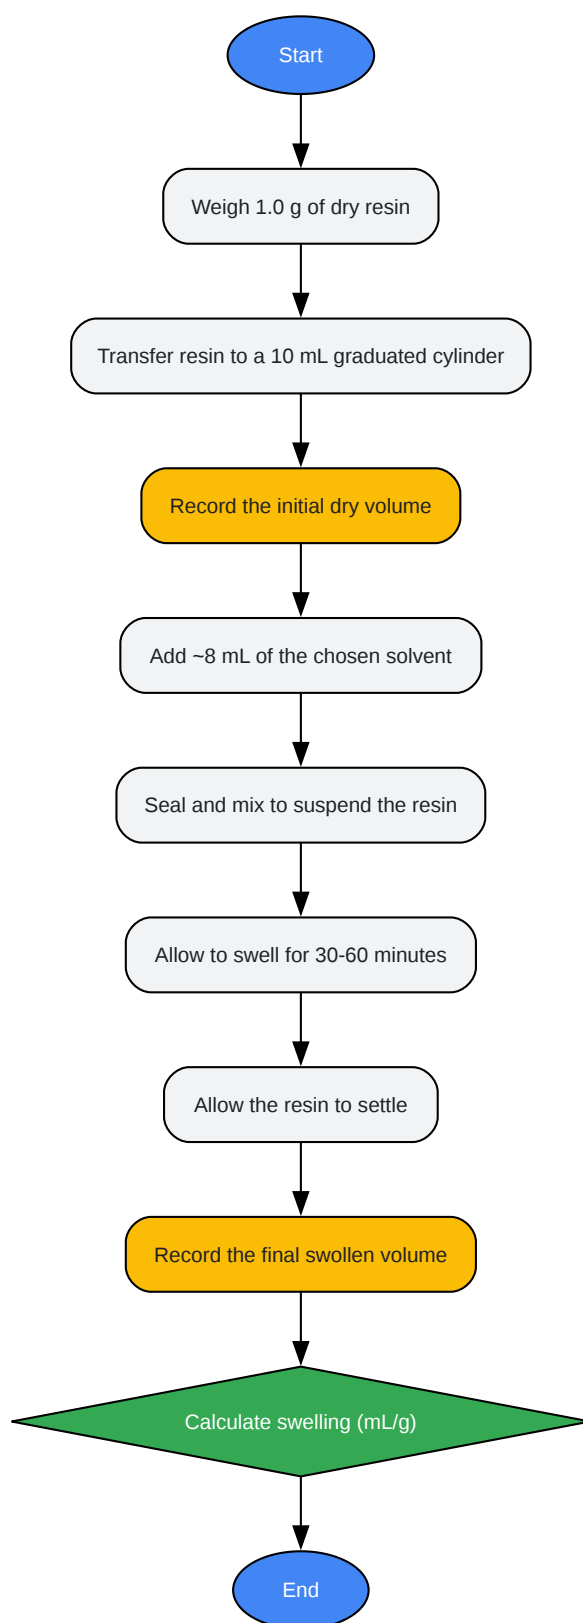 Start
Weigh 1.0 g of dry resin
Transfer resin to a 10 mL graduated cylinder
Record the initial dry volume
Add ~8 mL of the chosen solvent
Seal and mix to suspend the resin
Allow to swell for 30-60 minutes
Allow the resin to settle
Record the final swollen volume
Calculate swelling (mL/g)
End